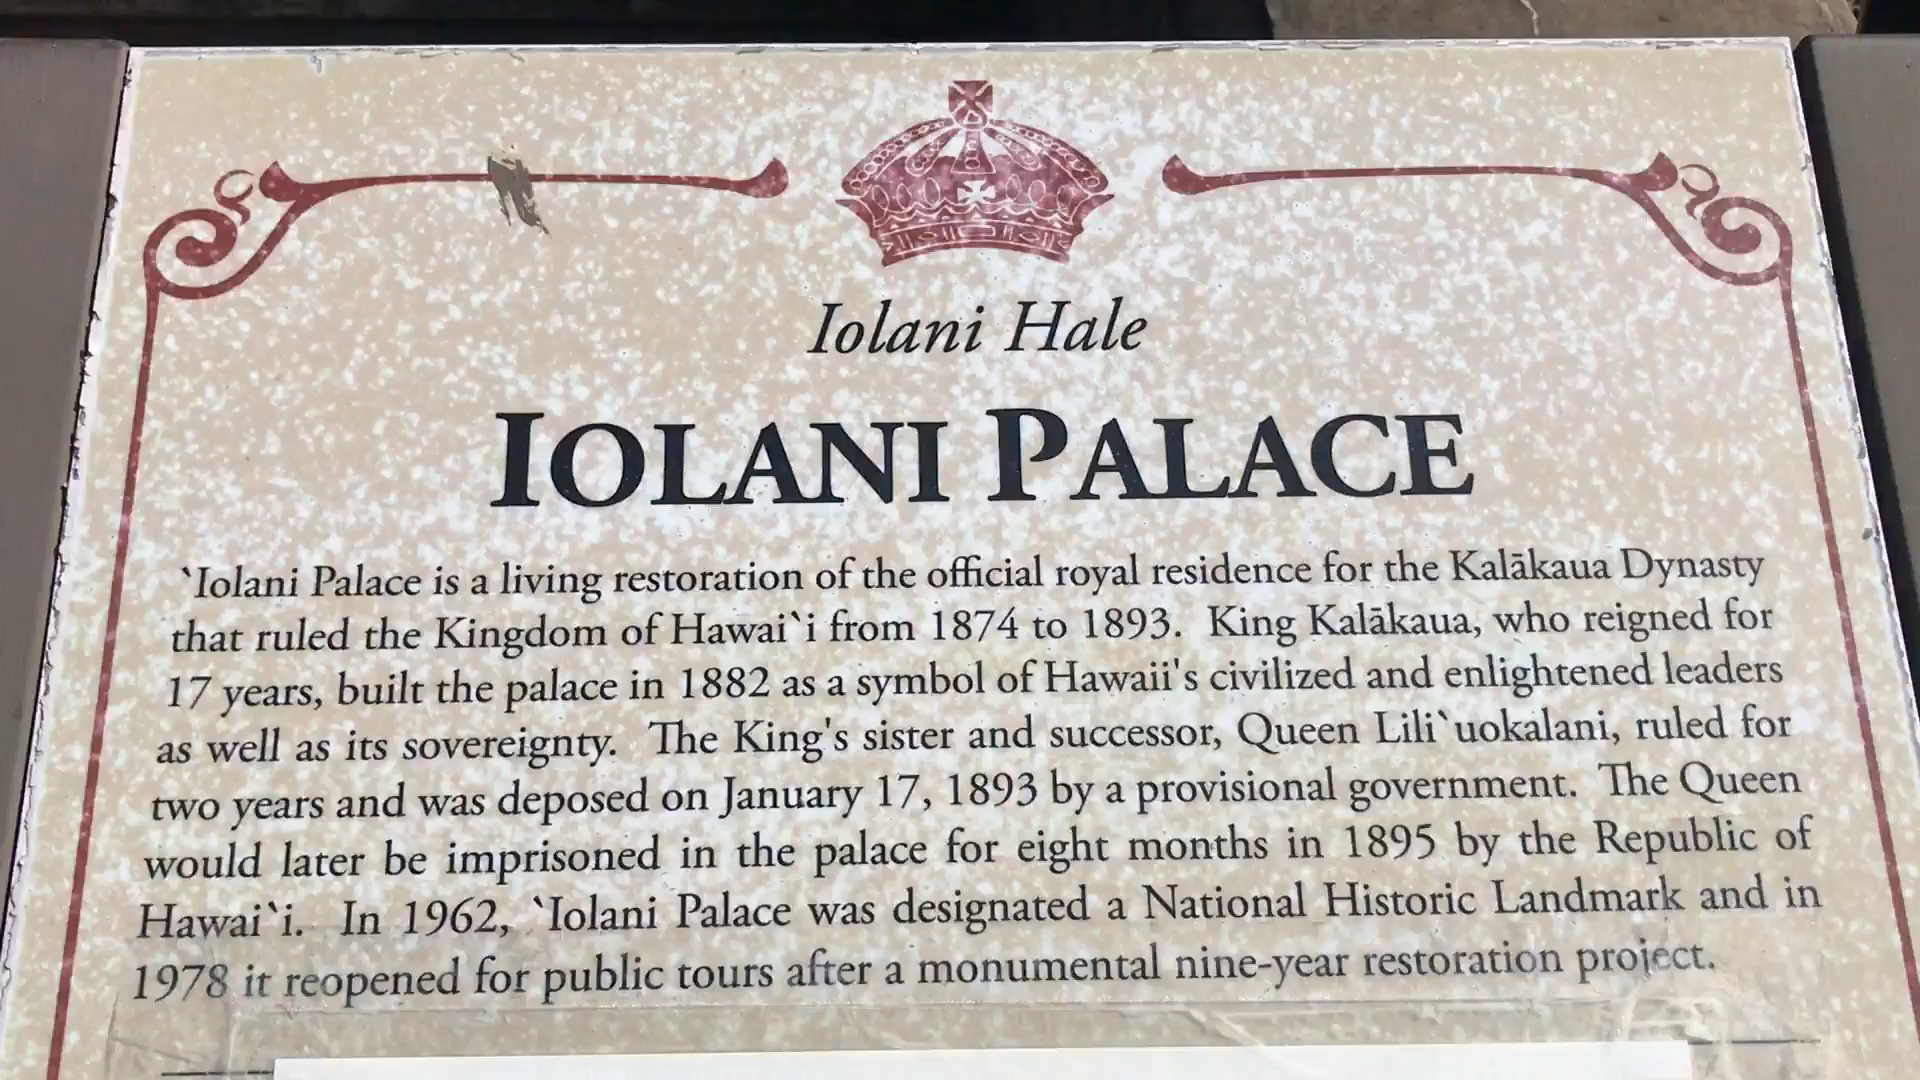 Iolani Hale
IOLANI PALACE
`Iolani Palace is a living restoration of the official royal residence for the Kalākaua Dynasty
that ruled the Kingdom of Hawai`i from 1874 to 1893. King Kalākaua, who reigned for
17 years, built the palace in 1882 as a symbol of Hawaii's civilized and enlightened leaders
as well as its sovereignty. The King's sister and successor, Queen Lili`uokalani, ruled for
two years and was deposed on January 17, 1893 by a provisional government. The Queen
would later be imprisoned in the palace for eight months in 1895 by the Republic of
Hawai`i. In 1962, `Iolani Palace was designated a National Historic Landmark and in
1978 it reopened for public tours after a monumental nine-year restoration project.